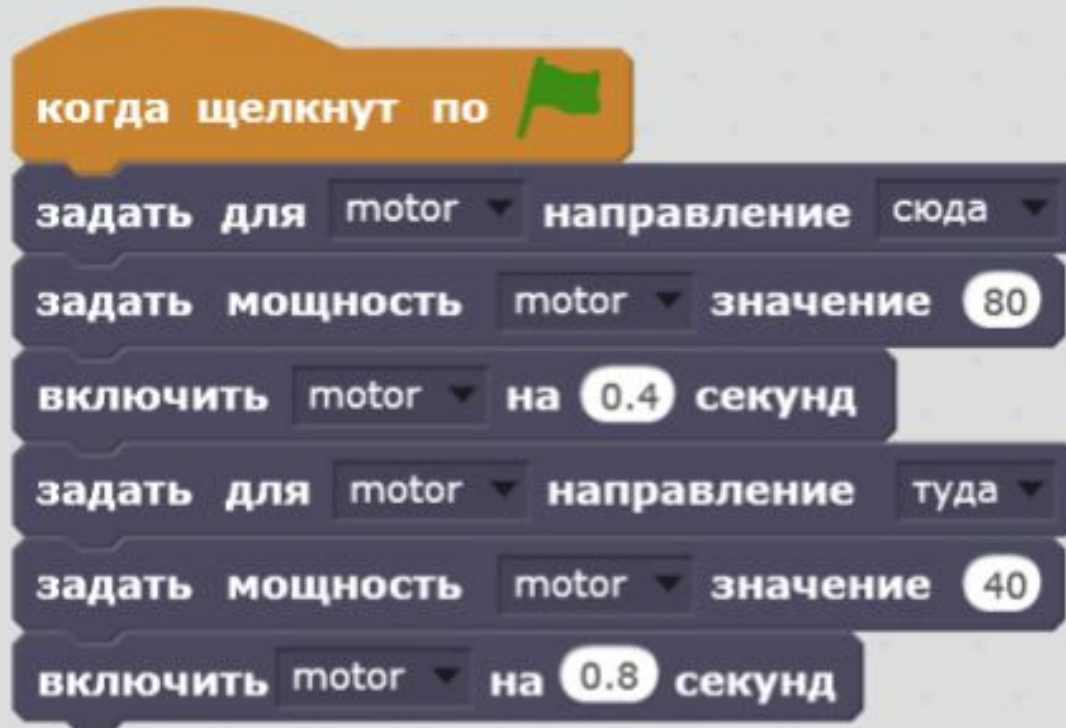 когда щелкнут по
задать для motor направление сюда
задать мощность motor значение 80
включить motor на 0.4 секунд
задать для motor направление туда
задать мощность motor значение 40
включить motor на 0.8 секунд